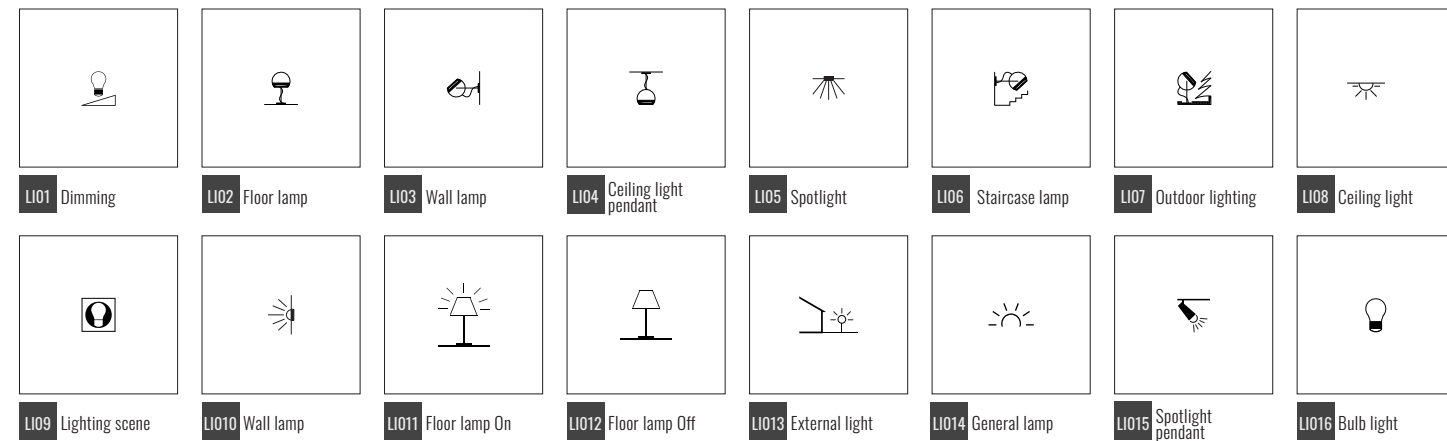 LI01 Dimming
LI02 Floor lamp
LI03 Wall lamp
LI04 Ceiling light
pendant
LI05 Spotlight
LI06 Staircase lamp
LI07 Outdoor lighting
LI08 Ceiling light
LI09 Lighting scene
LI010 Wall lamp
LI011 Floor lamp On
LI012 Floor lamp Off
LI013 External light
LI014 General lamp
LI015 Spotlight
pendant
LI016 Bulb light